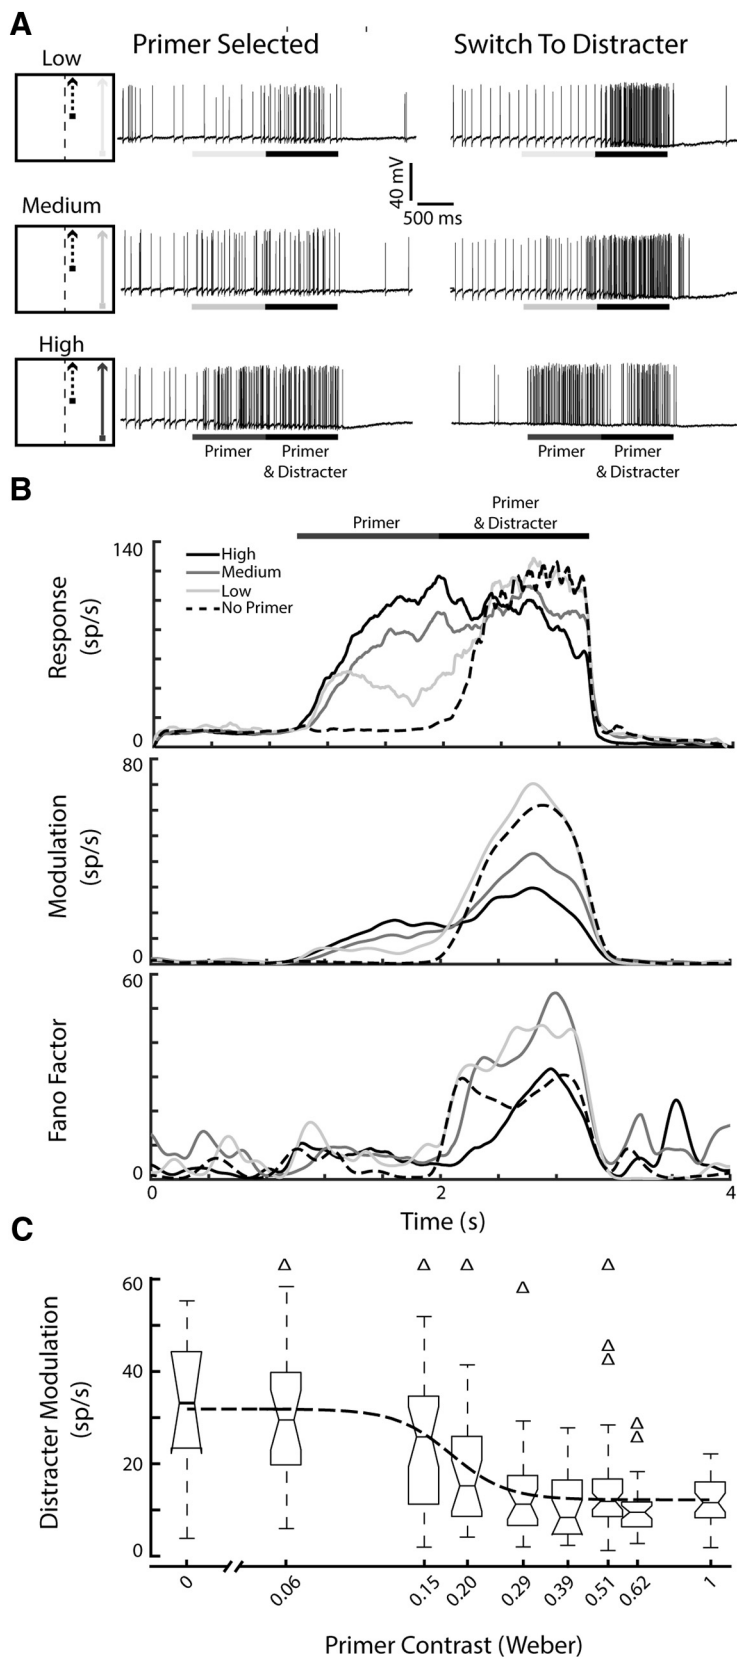 A
Primer Selected
Switch To Distracter
Low
40 mV
500 ms
Medium
High
Primer
Primer
& Distracter
Primer
Primer
& Distracter
B
Primer
Primer
& Distracter
140
High
Medium
Low
No Primer
Response
(sp/s)
0
80
Modulation
(sp/s)
0
60
Fano Factor
0
0
2
4
Time (s)
C
60
40
20
0
Distracter Modulation
(sp/s)
0
0.06
0.15
0.20
0.29
0.39
0.51
0.62
1
Primer Contrast (Weber)